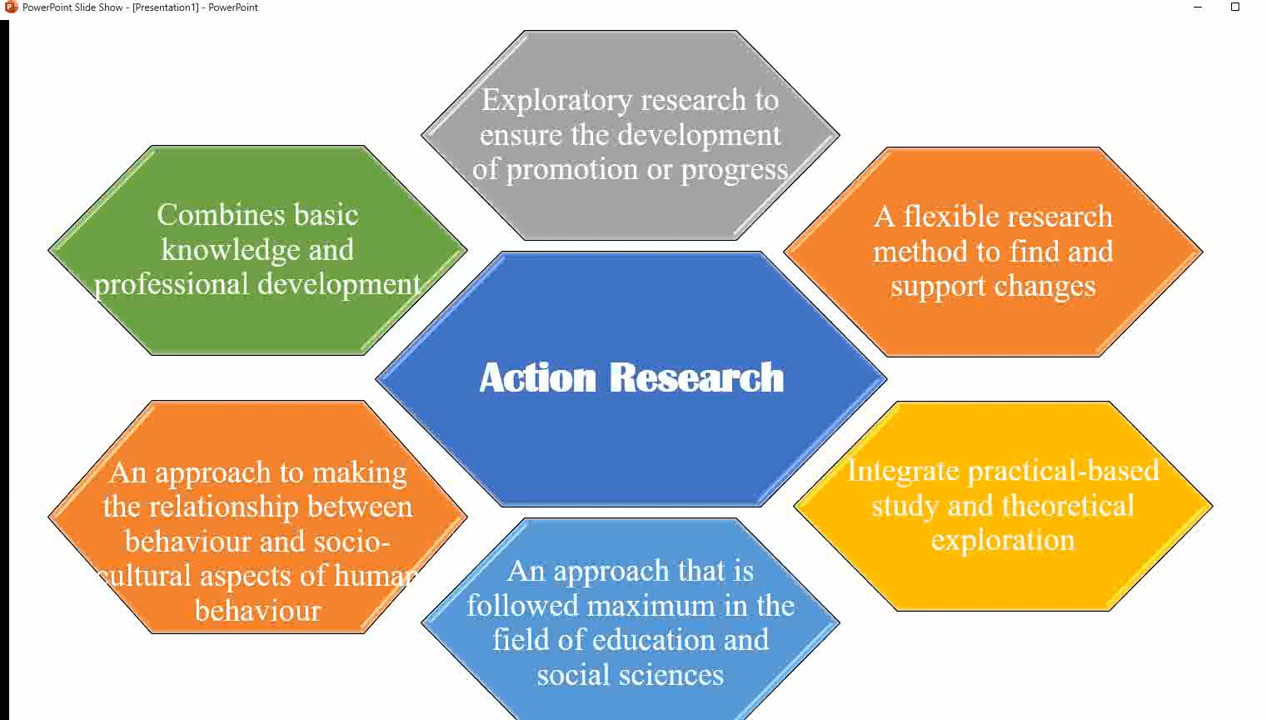 PowerPoint Slide Show - [Presentation1] - PowerPoint
Exploratory research to
ensure the development
of promotion or progress
Combines basic
knowledge and
professional development
A flexible research
method to find and
support changes
Action Research
An approach to making
the relationship between
behaviour and socio-
cultural aspects of human
behaviour
Integrate practical-based
study and theoretical
exploration
An approach that is
followed maximum in the
field of education and
social sciences